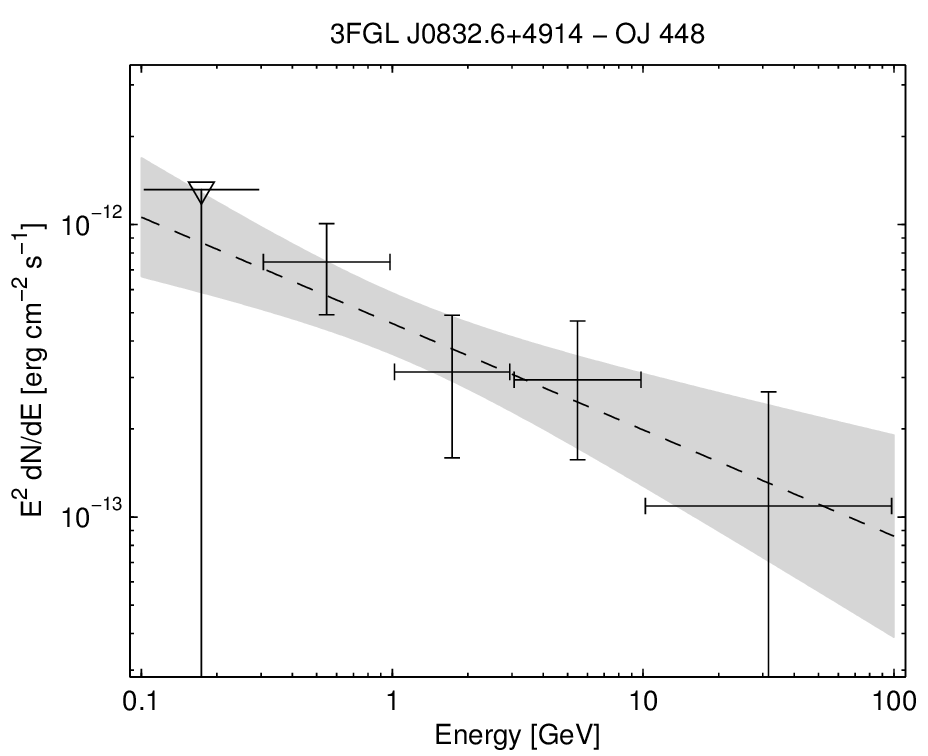 3FGL J0832.6+4914 – OJ 448
E² dN/dE [erg cm⁻² s⁻¹]
10⁻¹²
10⁻¹³
0.1 1 10 100
Energy [GeV]